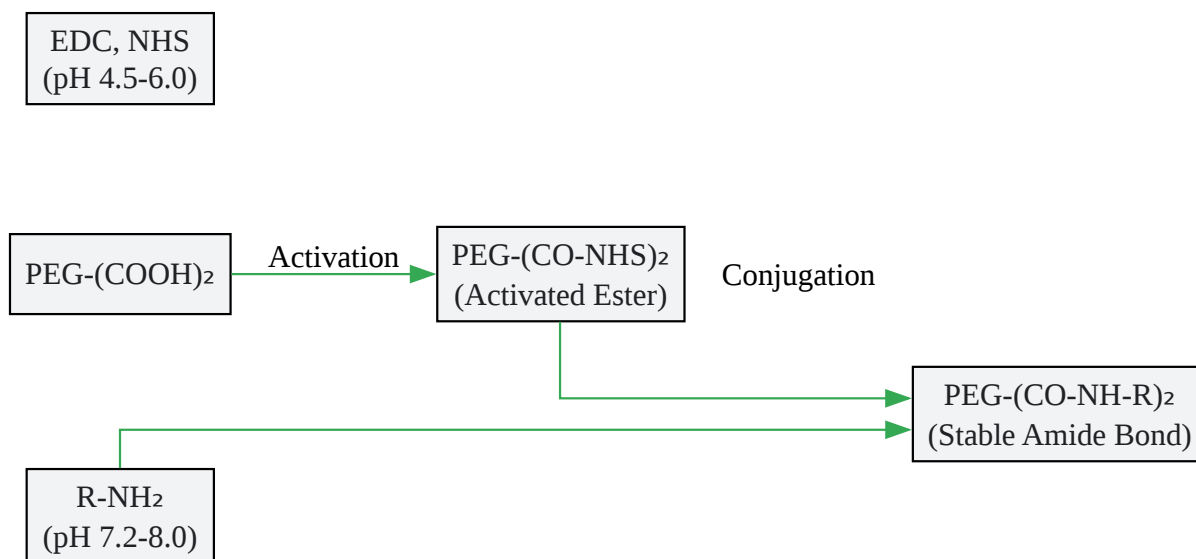 EDC, NHS
(pH 4.5-6.0)
PEG-(COOH)₂
Activation
PEG-(CO-NHS)₂
(Activated Ester)
Conjugation
PEG-(CO-NH-R)₂
(Stable Amide Bond)
R-NH₂
(pH 7.2-8.0)